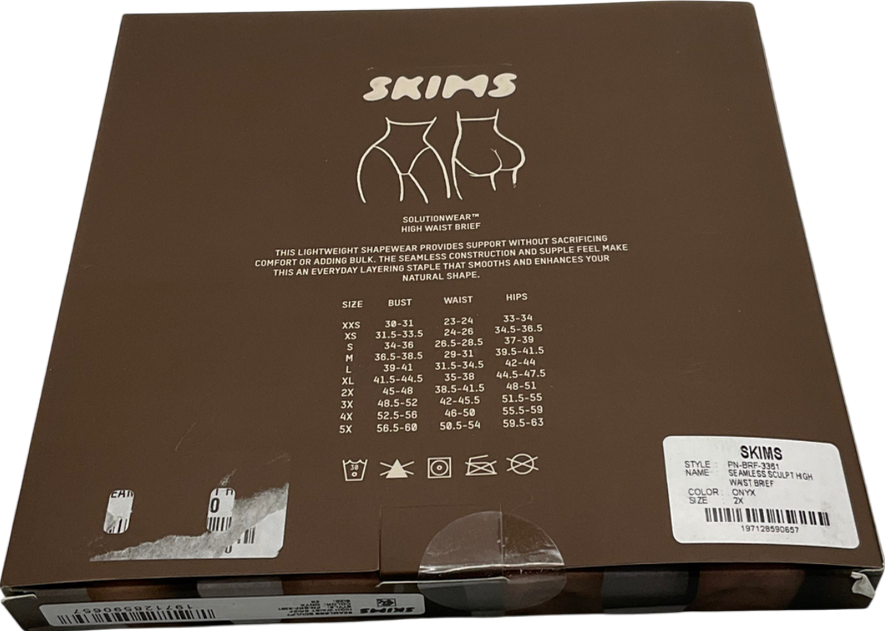 SKIMS
SOLUTIONWEAR™
HIGH WAIST BRIEF
THIS LIGHTWEIGHT SHAPEWEAR PROVIDES SUPPORT WITHOUT SACRIFICING
COMFORT OR ADDING BULK. THE SEAMLESS CONSTRUCTION AND SUPPLE FEEL MAKE
THIS AN EVERYDAY LAYERING STAPLE THAT SMOOTHS AND ENHANCES YOUR
NATURAL SHAPE.
SIZE BUST WAIST HIPS
XXS 30-31 23-24 33-34
XS 31.5-33.5 24-26 34.5-36.5
S 34-36 26.5-28.5 37-39
M 36.5-38.5 29-31 39.5-41.5
L 39-41 31.5-34.5 42-44
XL 41.5-44.5 35-38 44.5-47.5
2X 45-48 38.5-41.5 48-51
3X 48.5-52 42-45.5 51.5-55
4X 52.5-56 46-50 55.5-59
5X 56.5-60 50.5-54 59.5-63
30
SKIMS
STYLE : PN-BRF-3361
NAME : SEAMLESS SCULPT HIGH
WAIST BRIEF
COLOR : ONYX
SIZE : 2X
197128590657
197128590657
SKIMS